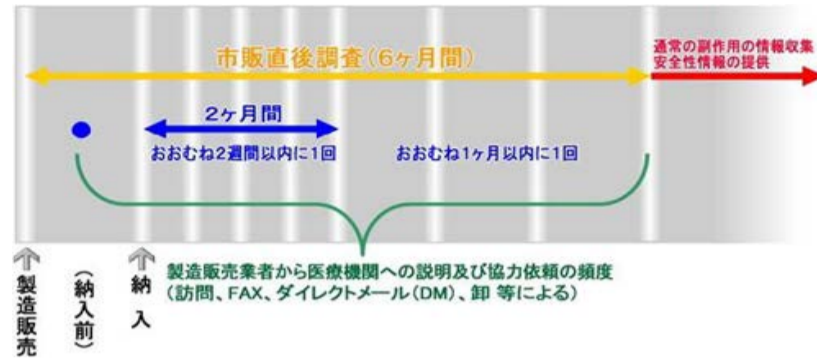 市販直後調査(6ヶ月間)
通常の副作用の情報収集
安全性情報の提供
2ヶ月間
おおむね2週間以内に1回
おおむね1ヶ月以内に1回
製造販売
(納入前)
納入
製造販売業者から医療機関への説明及び協力依頼の頻度
(訪問、FAX、ダイレクトメール(DM)、卸 等による)